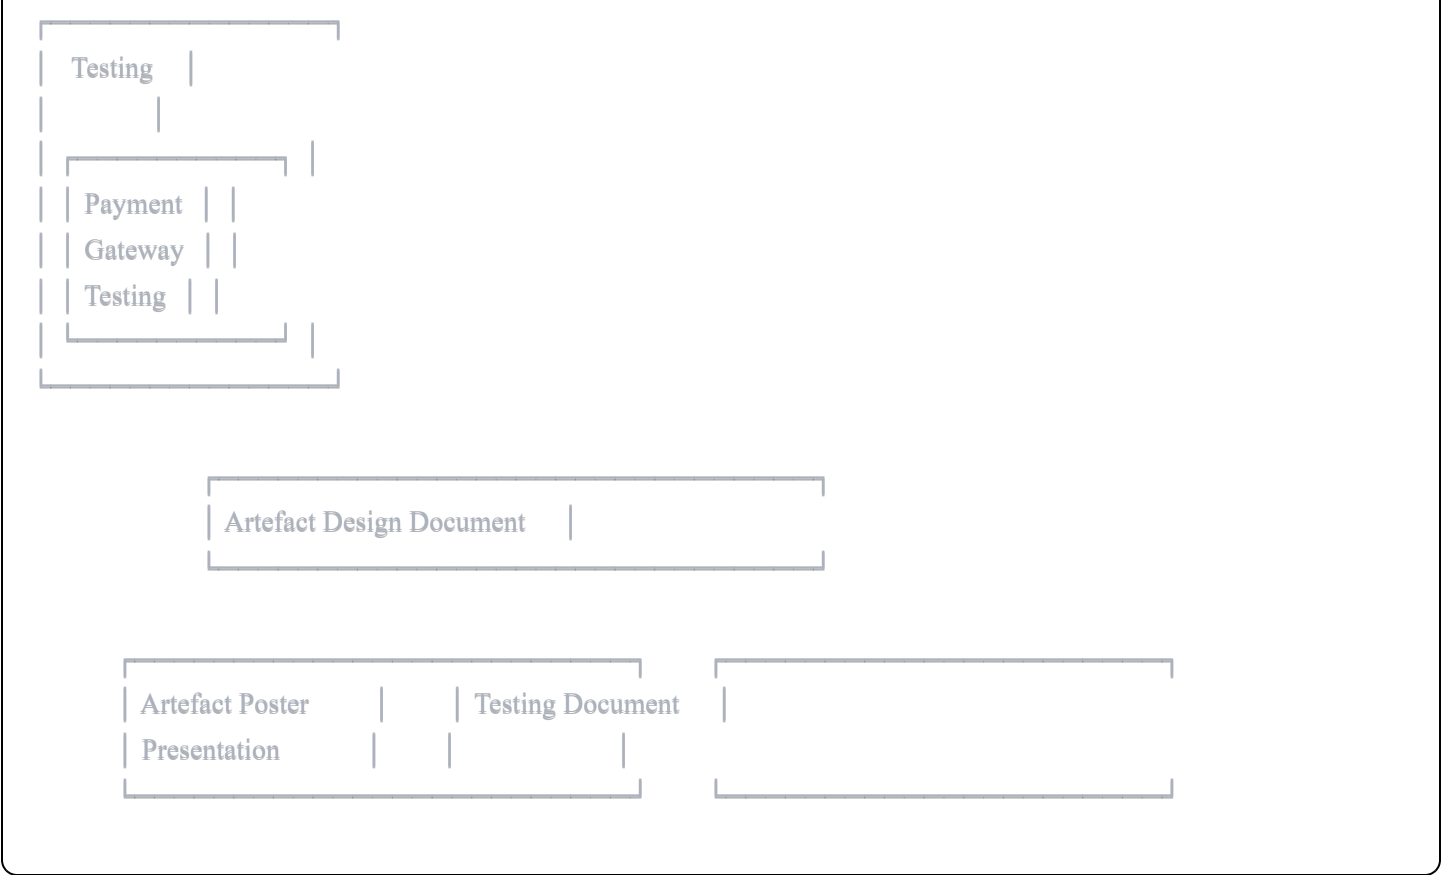 Testing
Payment
Gateway
Testing
Artefact Design Document
Artefact Poster Testing Document
Presentation